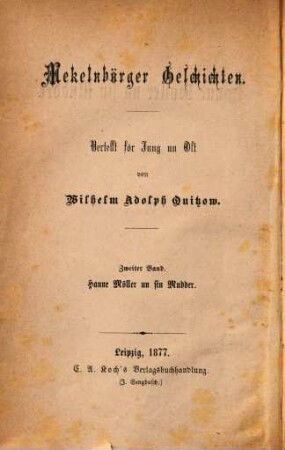 Mekelnbörger Geschichten.
Vertellt för Jung un Olt
von
Wilhelm Adolph Quitzow.
Zweiter Band.
Hanne Möller un sin Mudder.
Leipzig, 1877.
C. A. Koch's Verlagsbuchhandlung.
(J. Sengbusch.)